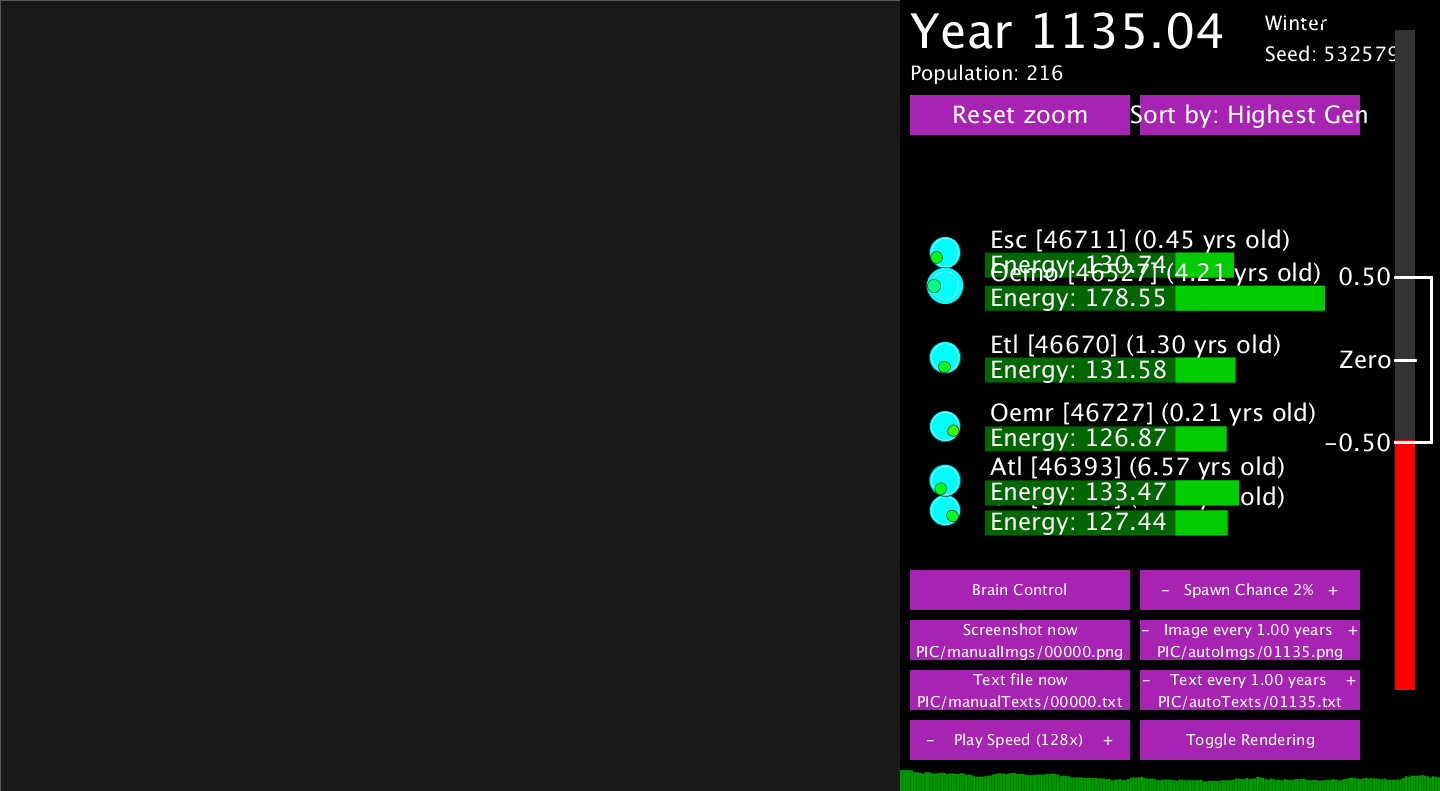 Year 1135.04
Winter
Seed: 532579
Population: 216
Reset zoom
Sort by: Highest Gen
Esc [46711] (0.45 yrs old)
Energy: 130.74
Oemo [46527] (4.21 yrs old)
Energy: 178.55
0.50
Etl [46670] (1.30 yrs old)
Energy: 131.58
Zero
Oemr [46727] (0.21 yrs old)
Energy: 126.87
-0.50
Atl [46393] (6.57 yrs old)
Energy: 133.47
old)
Energy: 127.44
Brain Control
- Spawn Chance 2% +
Screenshot now
PIC/manualImgs/00000.png
- Image every 1.00 years +
PIC/autoImgs/01135.png
Text file now
PIC/manualTexts/00000.txt
- Text every 1.00 years +
PIC/autoTexts/01135.txt
- Play Speed (128x) +
Toggle Rendering